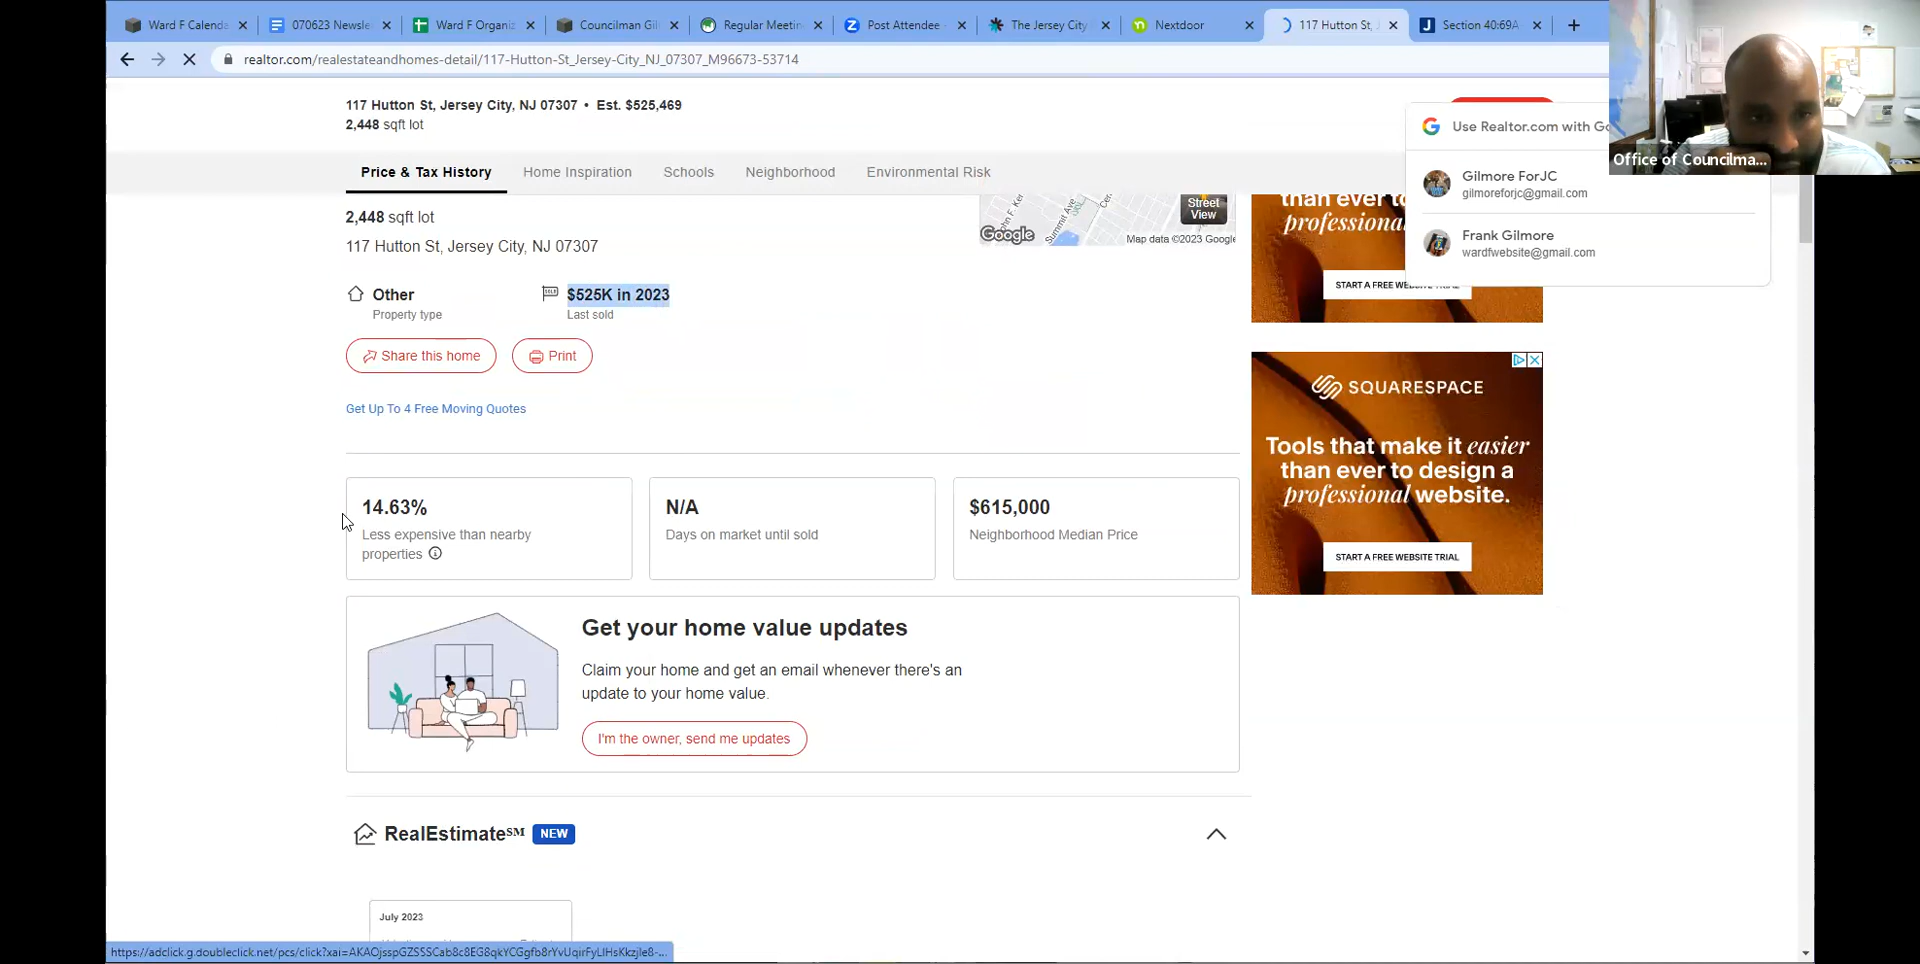 Ward F Calenda
070623 Newsle
Ward F Organiz
Councilman Gil
Regular Meetin
Post Attendee -
The Jersey City
Nextdoor
117 Hutton St,
Section 40:69A
realtor.com/realestateandhomes-detail/117-Hutton-St_Jersey-City_NJ_07307_M96673-53714
117 Hutton St, Jersey City, NJ 07307 • Est. $525,469
2,448 sqft lot
Use Realtor.com with Go
Office of Councilma...
Price & Tax History
Home Inspiration
Schools
Neighborhood
Environmental Risk
Gilmore ForJC
gilmoreforjc@gmail.com
Frank Gilmore
wardfwebsite@gmail.com
2,448 sqft lot
117 Hutton St, Jersey City, NJ 07307
Summit Ave
Street
View
Google
Map data ©2023 Google
than ever to
professional
START A FREE WEBSITE TRIAL
Other
Property type
SOLD
$525K in 2023
Last sold
Share this home
Print
Get Up To 4 Free Moving Quotes
SQUARESPACE
Tools that make it easier
than ever to design a
professional website.
START A FREE WEBSITE TRIAL
14.63%
Less expensive than nearby
properties
N/A
Days on market until sold
$615,000
Neighborhood Median Price
Get your home value updates
Claim your home and get an email whenever there's an
update to your home value.
I'm the owner, send me updates
RealEstimate℠
NEW
July 2023